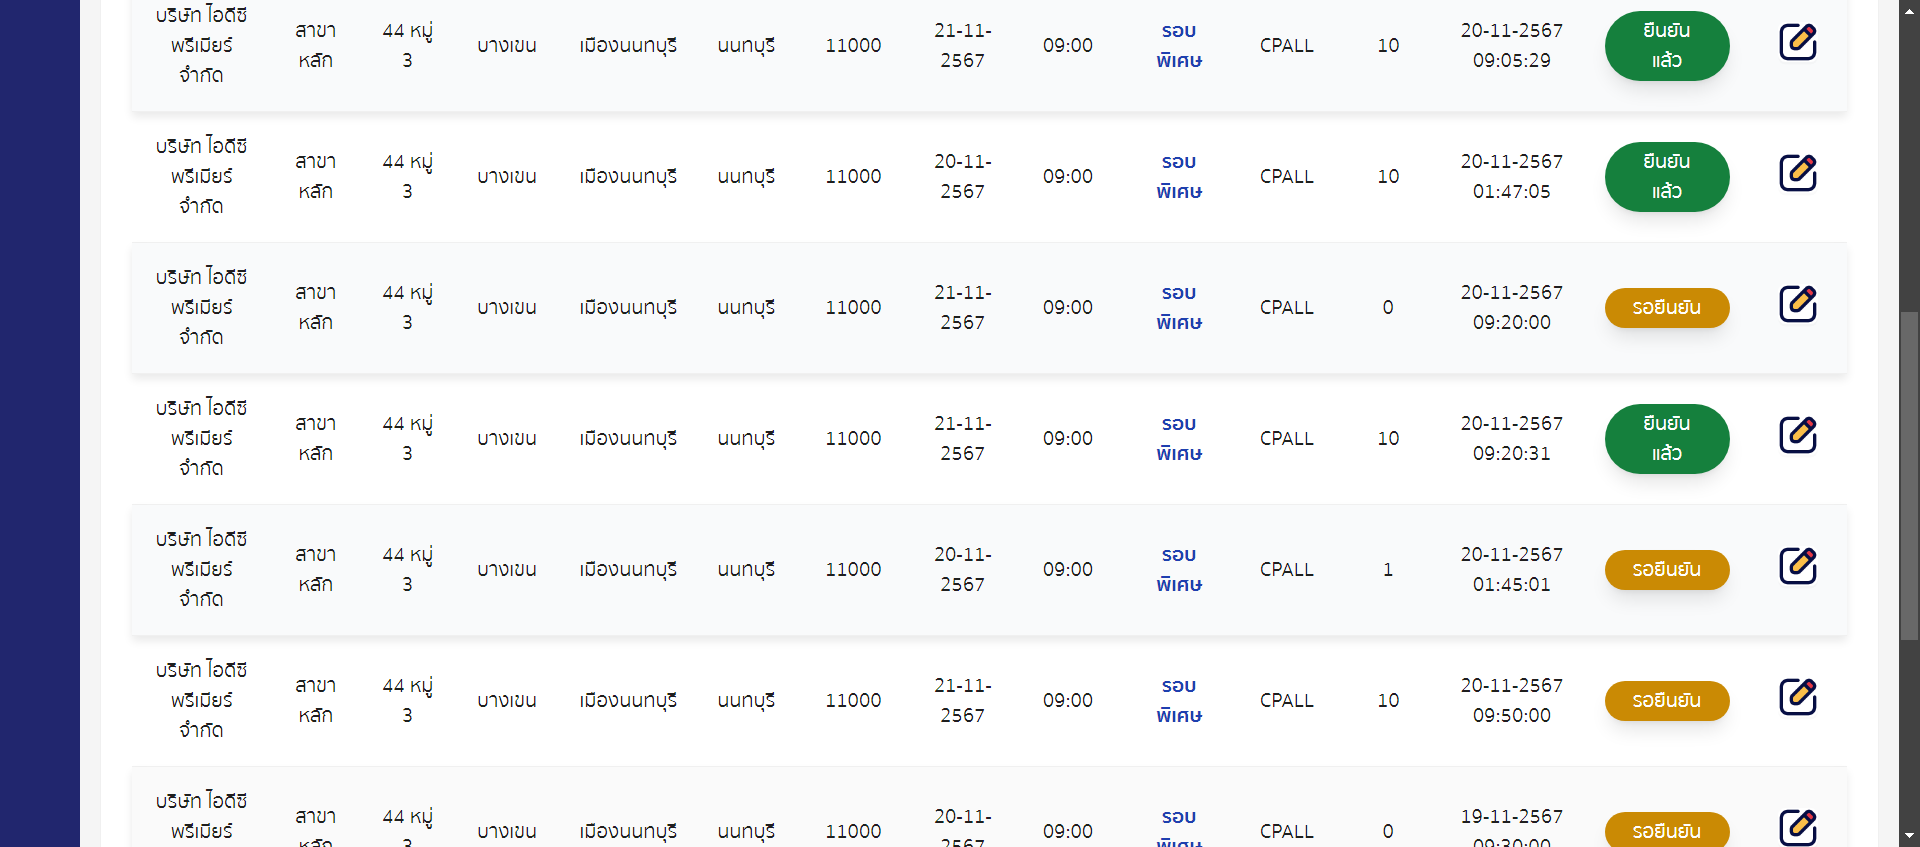 บริษัท ไอดีซี พรีเมียร์ จำกัด สาขา หลัก 44 หมู่ 3 บางเขน เมืองนนทบุรี นนทบุรี 11000 21-11-2567 09:00 รอบ พิเศษ CPALL 10 20-11-2567 09:05:29 ยืนยัน แล้ว
บริษัท ไอดีซี พรีเมียร์ จำกัด สาขา หลัก 44 หมู่ 3 บางเขน เมืองนนทบุรี นนทบุรี 11000 20-11-2567 09:00 รอบ พิเศษ CPALL 10 20-11-2567 01:47:05 ยืนยัน แล้ว
บริษัท ไอดีซี พรีเมียร์ จำกัด สาขา หลัก 44 หมู่ 3 บางเขน เมืองนนทบุรี นนทบุรี 11000 21-11-2567 09:00 รอบ พิเศษ CPALL 0 20-11-2567 09:20:00 รอยืนยัน
บริษัท ไอดีซี พรีเมียร์ จำกัด สาขา หลัก 44 หมู่ 3 บางเขน เมืองนนทบุรี นนทบุรี 11000 21-11-2567 09:00 รอบ พิเศษ CPALL 10 20-11-2567 09:20:31 ยืนยัน แล้ว
บริษัท ไอดีซี พรีเมียร์ จำกัด สาขา หลัก 44 หมู่ 3 บางเขน เมืองนนทบุรี นนทบุรี 11000 20-11-2567 09:00 รอบ พิเศษ CPALL 1 20-11-2567 01:45:01 รอยืนยัน
บริษัท ไอดีซี พรีเมียร์ จำกัด สาขา หลัก 44 หมู่ 3 บางเขน เมืองนนทบุรี นนทบุรี 11000 21-11-2567 09:00 รอบ พิเศษ CPALL 10 20-11-2567 09:50:00 รอยืนยัน
บริษัท ไอดีซี พรีเมียร์ สาขา หลัก 44 หมู่ 3 บางเขน เมืองนนทบุรี นนทบุรี 11000 20-11-2567 09:00 รอบ พิเศษ CPALL 0 19-11-2567 09:30:00 รอยืนยัน